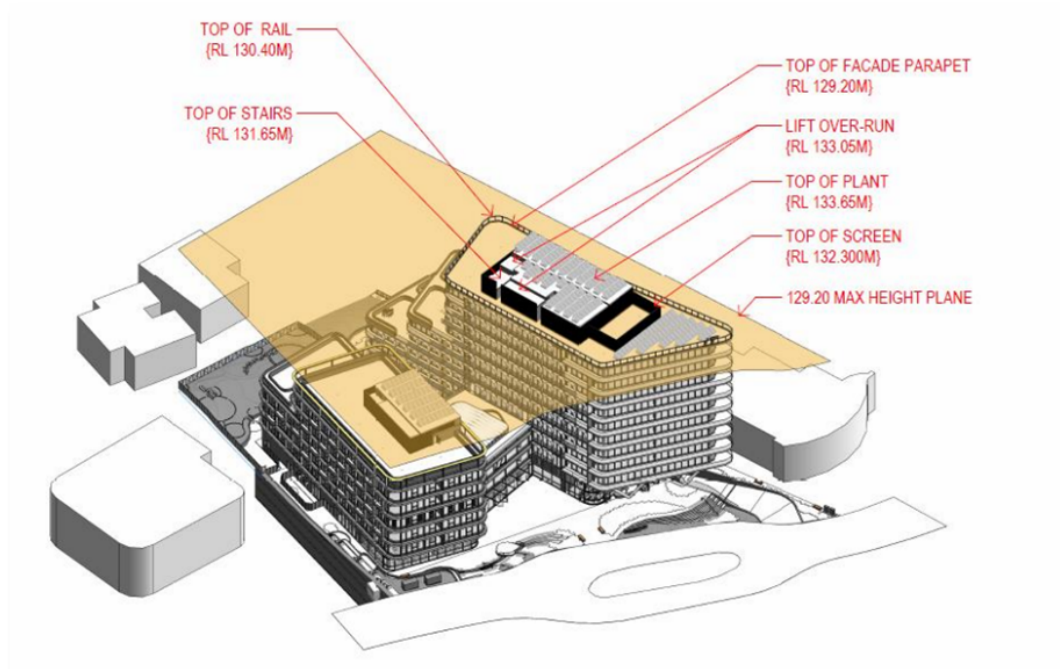 TOP OF RAIL
{RL 130.40M}
TOP OF STAIRS
{RL 131.65M}
TOP OF FACADE PARAPET
{RL 129.20M}
LIFT OVER-RUN
{RL 133.05M}
TOP OF PLANT
{RL 133.65M}
TOP OF SCREEN
{RL 132.300M}
129.20 MAX HEIGHT PLANE